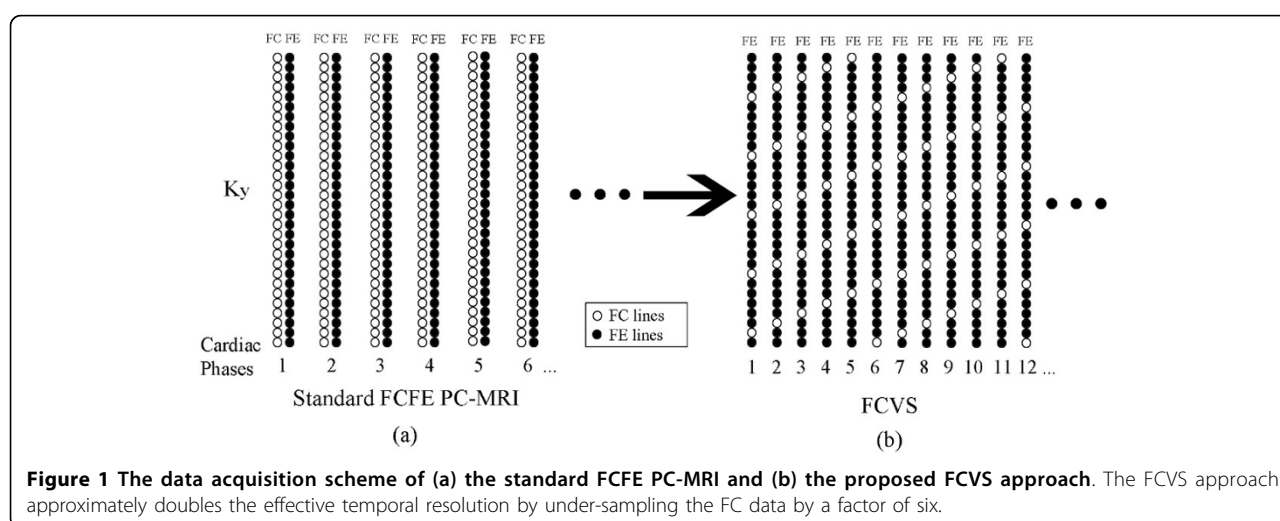 FC FE FC FE FC FE FC FE FC FE FC FE
FE FE FE FE FE FE FE FE FE FE FE FE
Ky
FC lines
FE lines
Cardiac
Phases
1 2 3 4 5 6 ...
1 2 3 4 5 6 7 8 9 10 11 12 ...
Standard FCFE PC-MRI
FCVS
(a)
(b)
Figure 1 The data acquisition scheme of (a) the standard FCFE PC-MRI and (b) the proposed FCVS approach. The FCVS approach
approximately doubles the effective temporal resolution by under-sampling the FC data by a factor of six.